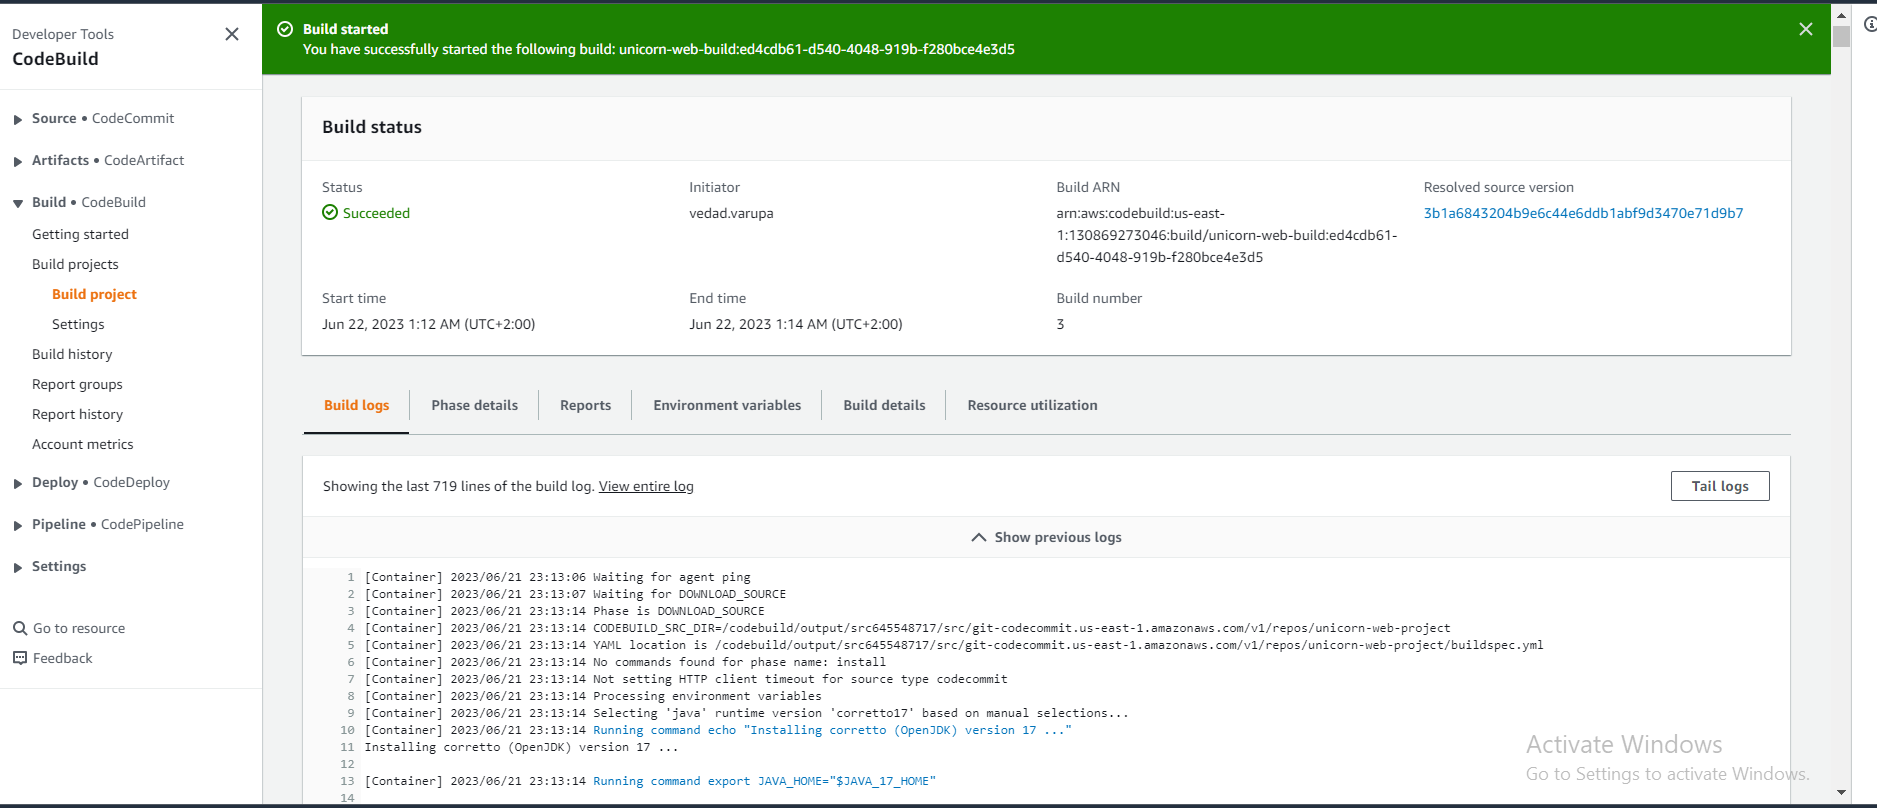 Developer Tools
CodeBuild
Source • CodeCommit
Artifacts • CodeArtifact
Build • CodeBuild
Getting started
Build projects
Build project
Settings
Build history
Report groups
Report history
Account metrics
Deploy • CodeDeploy
Pipeline • CodePipeline
Settings
Go to resource
Feedback
Build started
You have successfully started the following build: unicorn-web-build:ed4cdb61-d540-4048-919b-f280bce4e3d5
Build status
Status
Succeeded
Initiator
vedad.varupa
Build ARN
arn:aws:codebuild:us-east-
1:130869273046:build/unicorn-web-build:ed4cdb61-
d540-4048-919b-f280bce4e3d5
Resolved source version
3b1a6843204b9e6c44e6ddb1abf9d3470e71d9b7
Start time
Jun 22, 2023 1:12 AM (UTC+2:00)
End time
Jun 22, 2023 1:14 AM (UTC+2:00)
Build number
3
Build logs Phase details Reports Environment variables Build details Resource utilization
Showing the last 719 lines of the build log. View entire log
Tail logs
Show previous logs
1 [Container] 2023/06/21 23:13:06 Waiting for agent ping
2 [Container] 2023/06/21 23:13:07 Waiting for DOWNLOAD_SOURCE
3 [Container] 2023/06/21 23:13:14 Phase is DOWNLOAD_SOURCE
4 [Container] 2023/06/21 23:13:14 CODEBUILD_SRC_DIR=/codebuild/output/src645548717/src/git-codecommit.us-east-1.amazonaws.com/v1/repos/unicorn-web-project
5 [Container] 2023/06/21 23:13:14 YAML location is /codebuild/output/src645548717/src/git-codecommit.us-east-1.amazonaws.com/v1/repos/unicorn-web-project/buildspec.yml
6 [Container] 2023/06/21 23:13:14 No commands found for phase name: install
7 [Container] 2023/06/21 23:13:14 Not setting HTTP client timeout for source type codecommit
8 [Container] 2023/06/21 23:13:14 Processing environment variables
9 [Container] 2023/06/21 23:13:14 Selecting 'java' runtime version 'corretto17' based on manual selections...
10 [Container] 2023/06/21 23:13:14 Running command echo "Installing corretto (OpenJDK) version 17 ..."
11 Installing corretto (OpenJDK) version 17 ...
12
13 [Container] 2023/06/21 23:13:14 Running command export JAVA_HOME="$JAVA_17_HOME"
14
Activate Windows
Go to Settings to activate Windows.